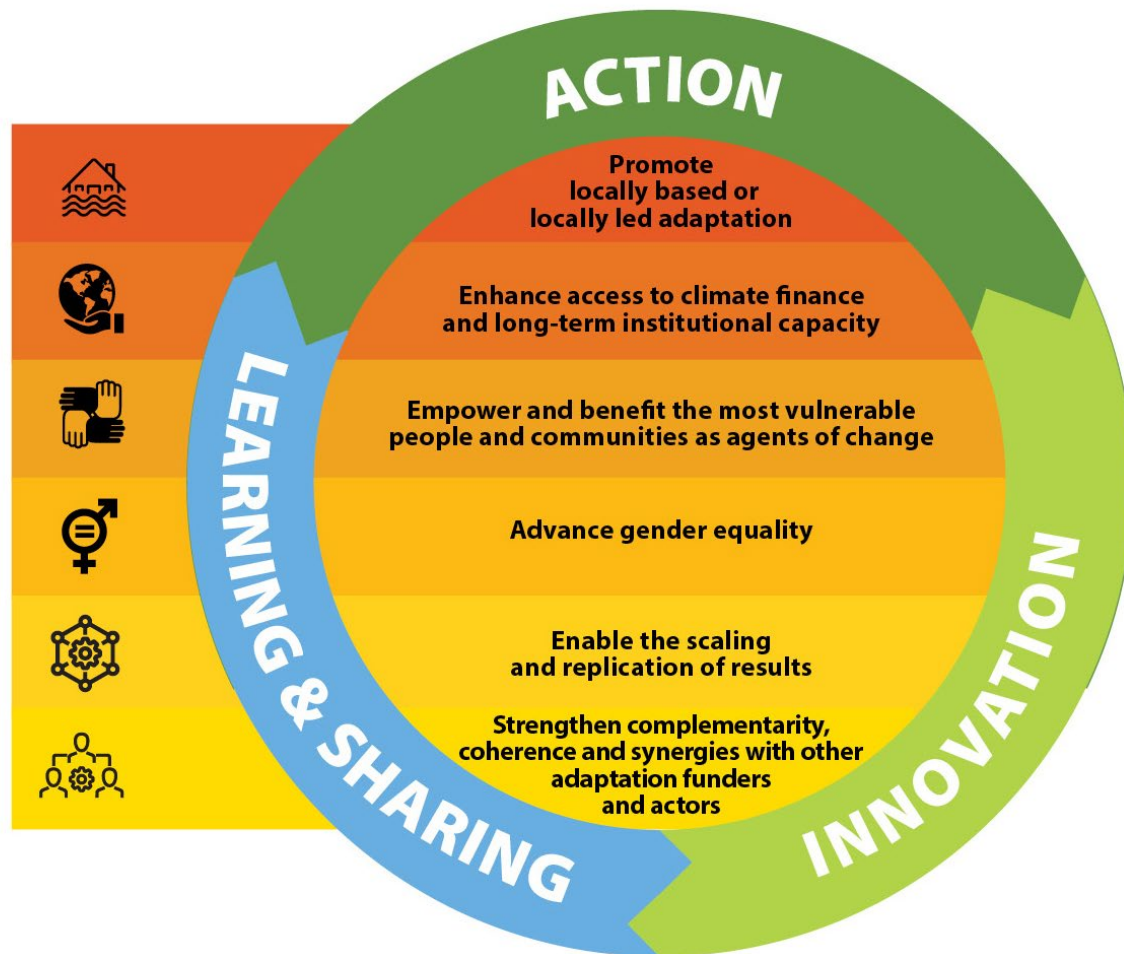 ACTION
Promote
locally based or
locally led adaptation
Enhance access to climate finance
and long-term institutional capacity
Empower and benefit the most vulnerable
people and communities as agents of change
Advance gender equality
Enable the scaling
and replication of results
Strengthen complementarity,
coherence and synergies with other
adaptation funders
and actors
INNOVATION
LEARNING & SHARING